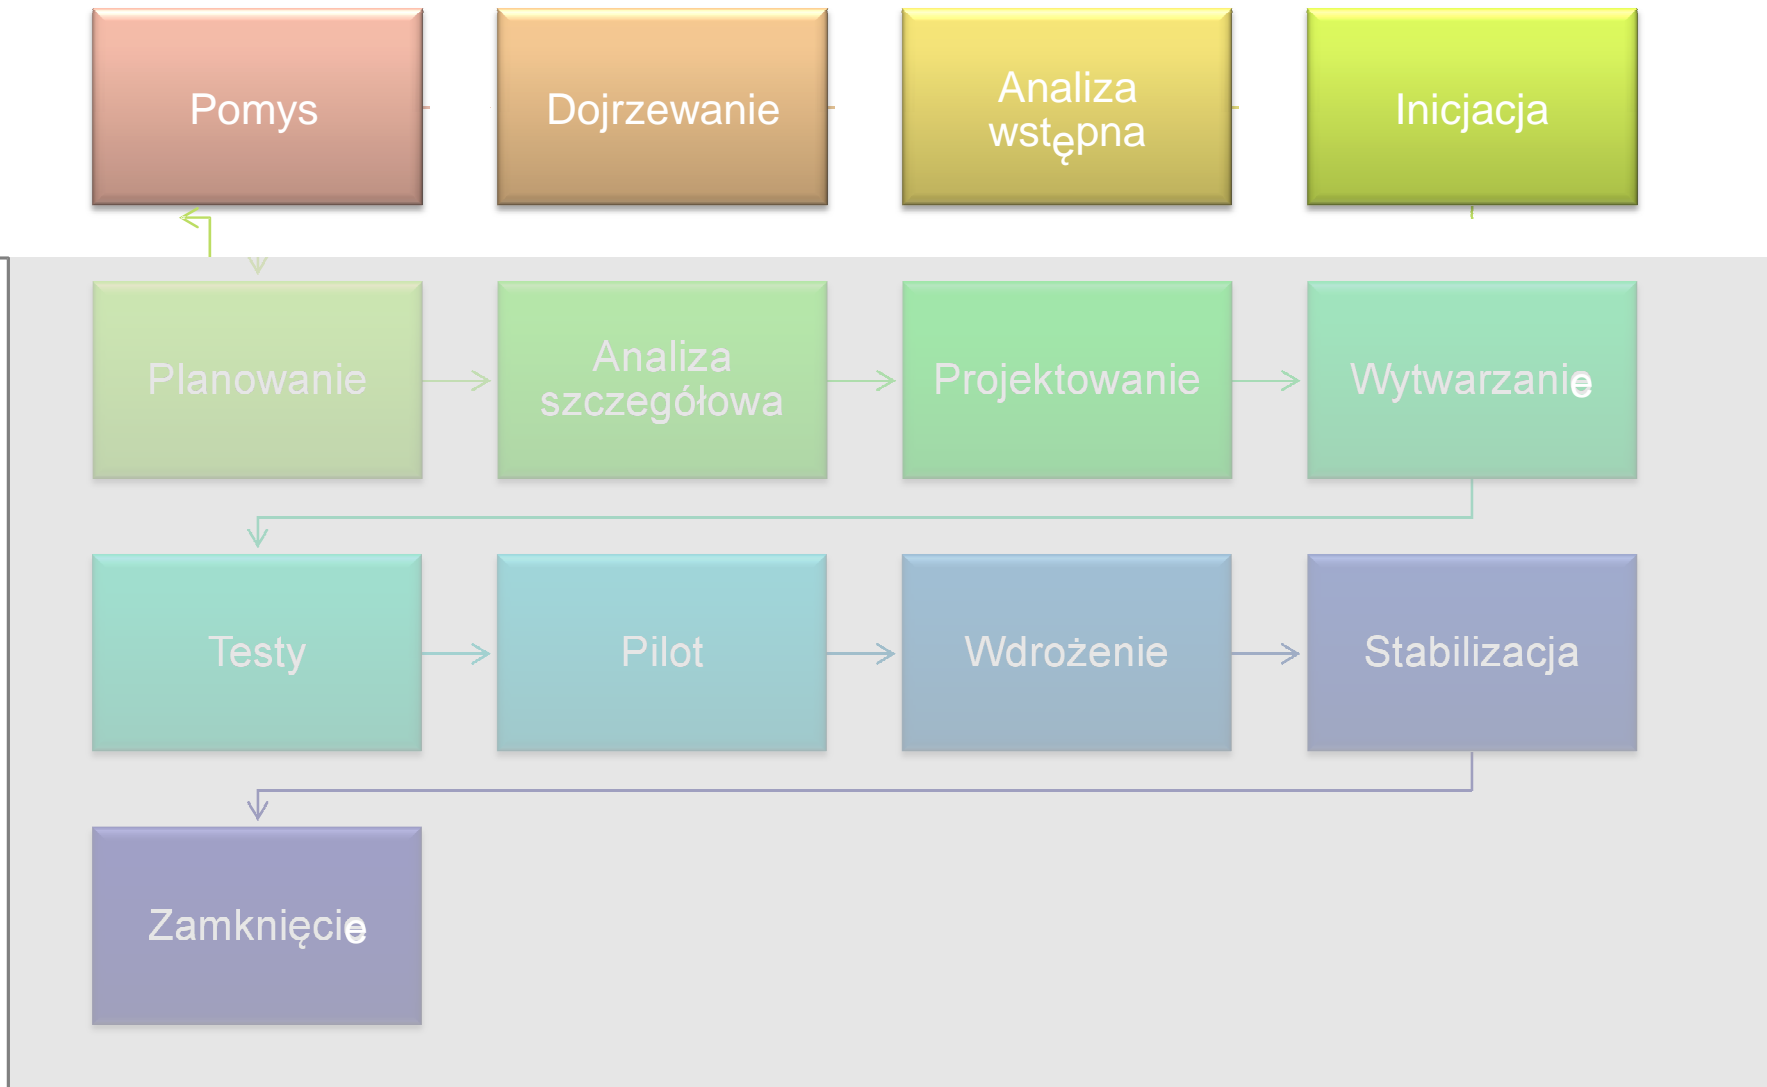 Pomys
Dojrzewanie
Analiza
wstępna
Inicjacja
Planowanie
Analiza
szczegółowa
Projektowanie
Wytwarzanie
Testy
Pilot
Wdrożenie
Stabilizacja
Zamknięcie